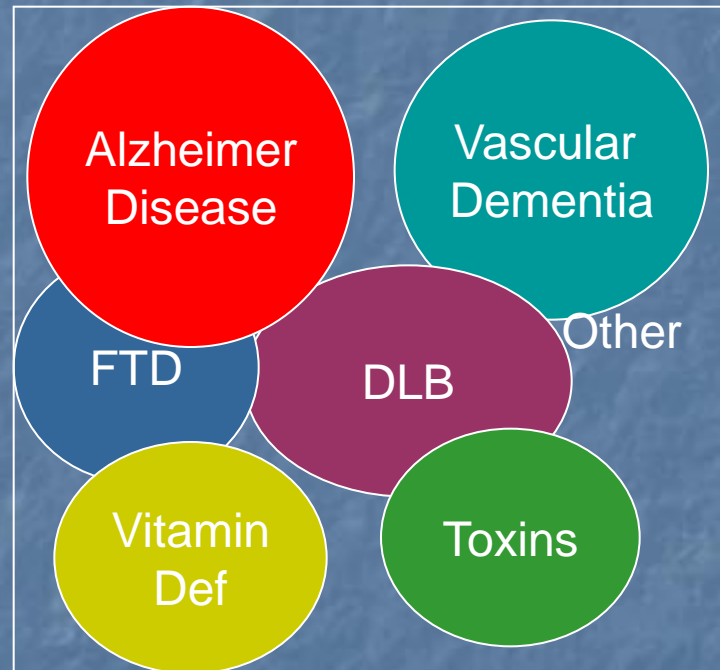 Alzheimer
Disease
Vascular
Dementia
Other
FTD
DLB
Vitamin
Def
Toxins